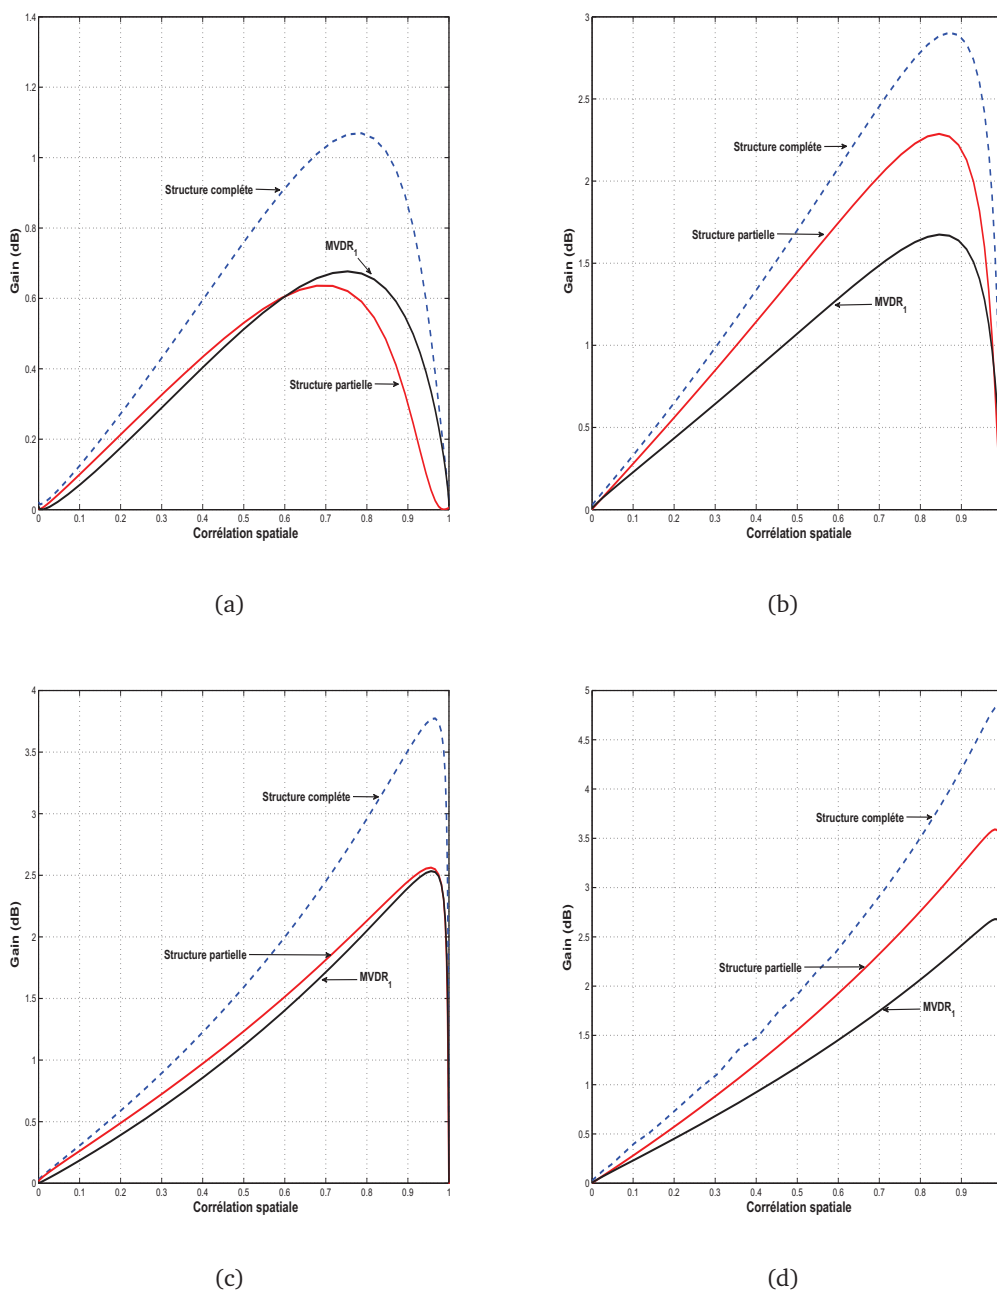 1.4
1.2
1
0.8
0.6
0.4
0.2
0
Gain (dB)
Structure compléte
MVDR1
Structure partielle
0 0.1 0.2 0.3 0.4 0.5 0.6 0.7 0.8 0.9 1
Corrélation spatiale
(a)
3
2.5
2
1.5
1
0.5
0
Gain (dB)
Structure compléte
Structure partielle
MVDR1
0 0.1 0.2 0.3 0.4 0.5 0.6 0.7 0.8 0.9
Corrélation spatiale
(b)
4
3.5
3
2.5
2
1.5
1
0.5
0
Gain (dB)
Structure compléte
Structure partielle
MVDR1
0 0.1 0.2 0.3 0.4 0.5 0.6 0.7 0.8 0.9 1
Corrélation spatiale
(c)
5
4.5
4
3.5
3
2.5
2
1.5
1
0.5
0
Gain (dB)
Structure compléte
Structure partielle
MVDR1
0 0.1 0.2 0.3 0.4 0.5 0.6 0.7 0.8 0.9
Corrélation spatiale
(d)